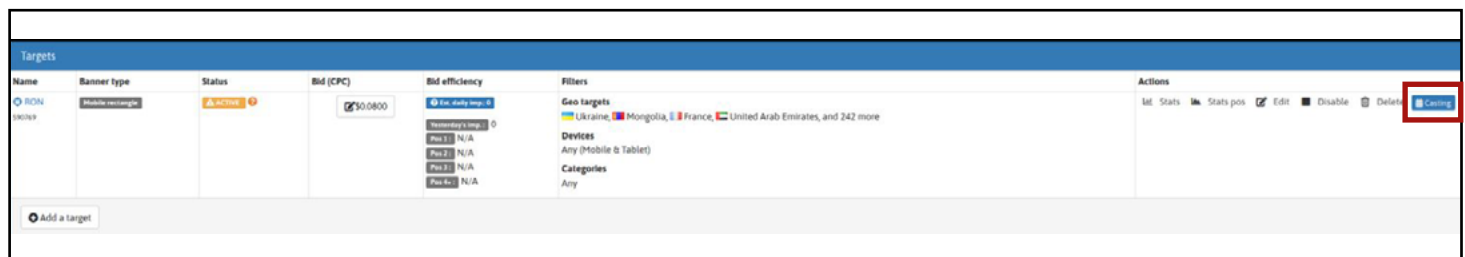 Targets
Name Banner type Status Bid (CPC) Bid efficiency Filters Actions
RON Mobile rectangle ACTIVE $0.0800 Est. daily imp.: 0 Geo targets Stats Stats pos Edit Disable Delete Casting
590769 Ukraine, Mongolia, France, United Arab Emirates, and 242 more
Yesterday's imp.: 0
Pos 1: N/A Devices
Pos 2: N/A Any (Mobile & Tablet)
Pos 3: N/A Categories
Pos 4+: N/A Any
Add a target